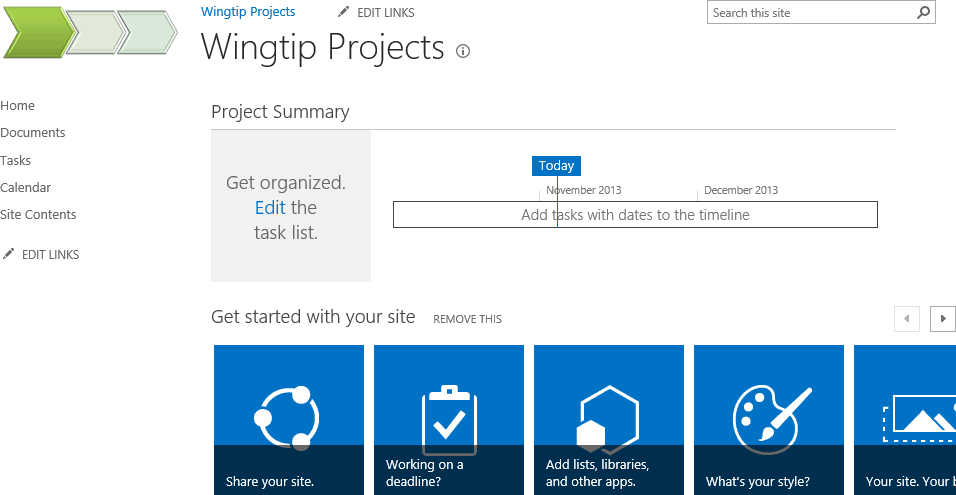 Wingtip Projects
EDIT LINKS
Search this site
Wingtip Projects
Home
Documents
Tasks
Calendar
Site Contents
EDIT LINKS
Project Summary
Get organized.
Edit the
task list.
Today
November 2013
December 2013
Add tasks with dates to the timeline
Get started with your site
REMOVE THIS
Share your site.
Working on a
deadline?
Add lists, libraries,
and other apps.
What's your style?
Your site. Your